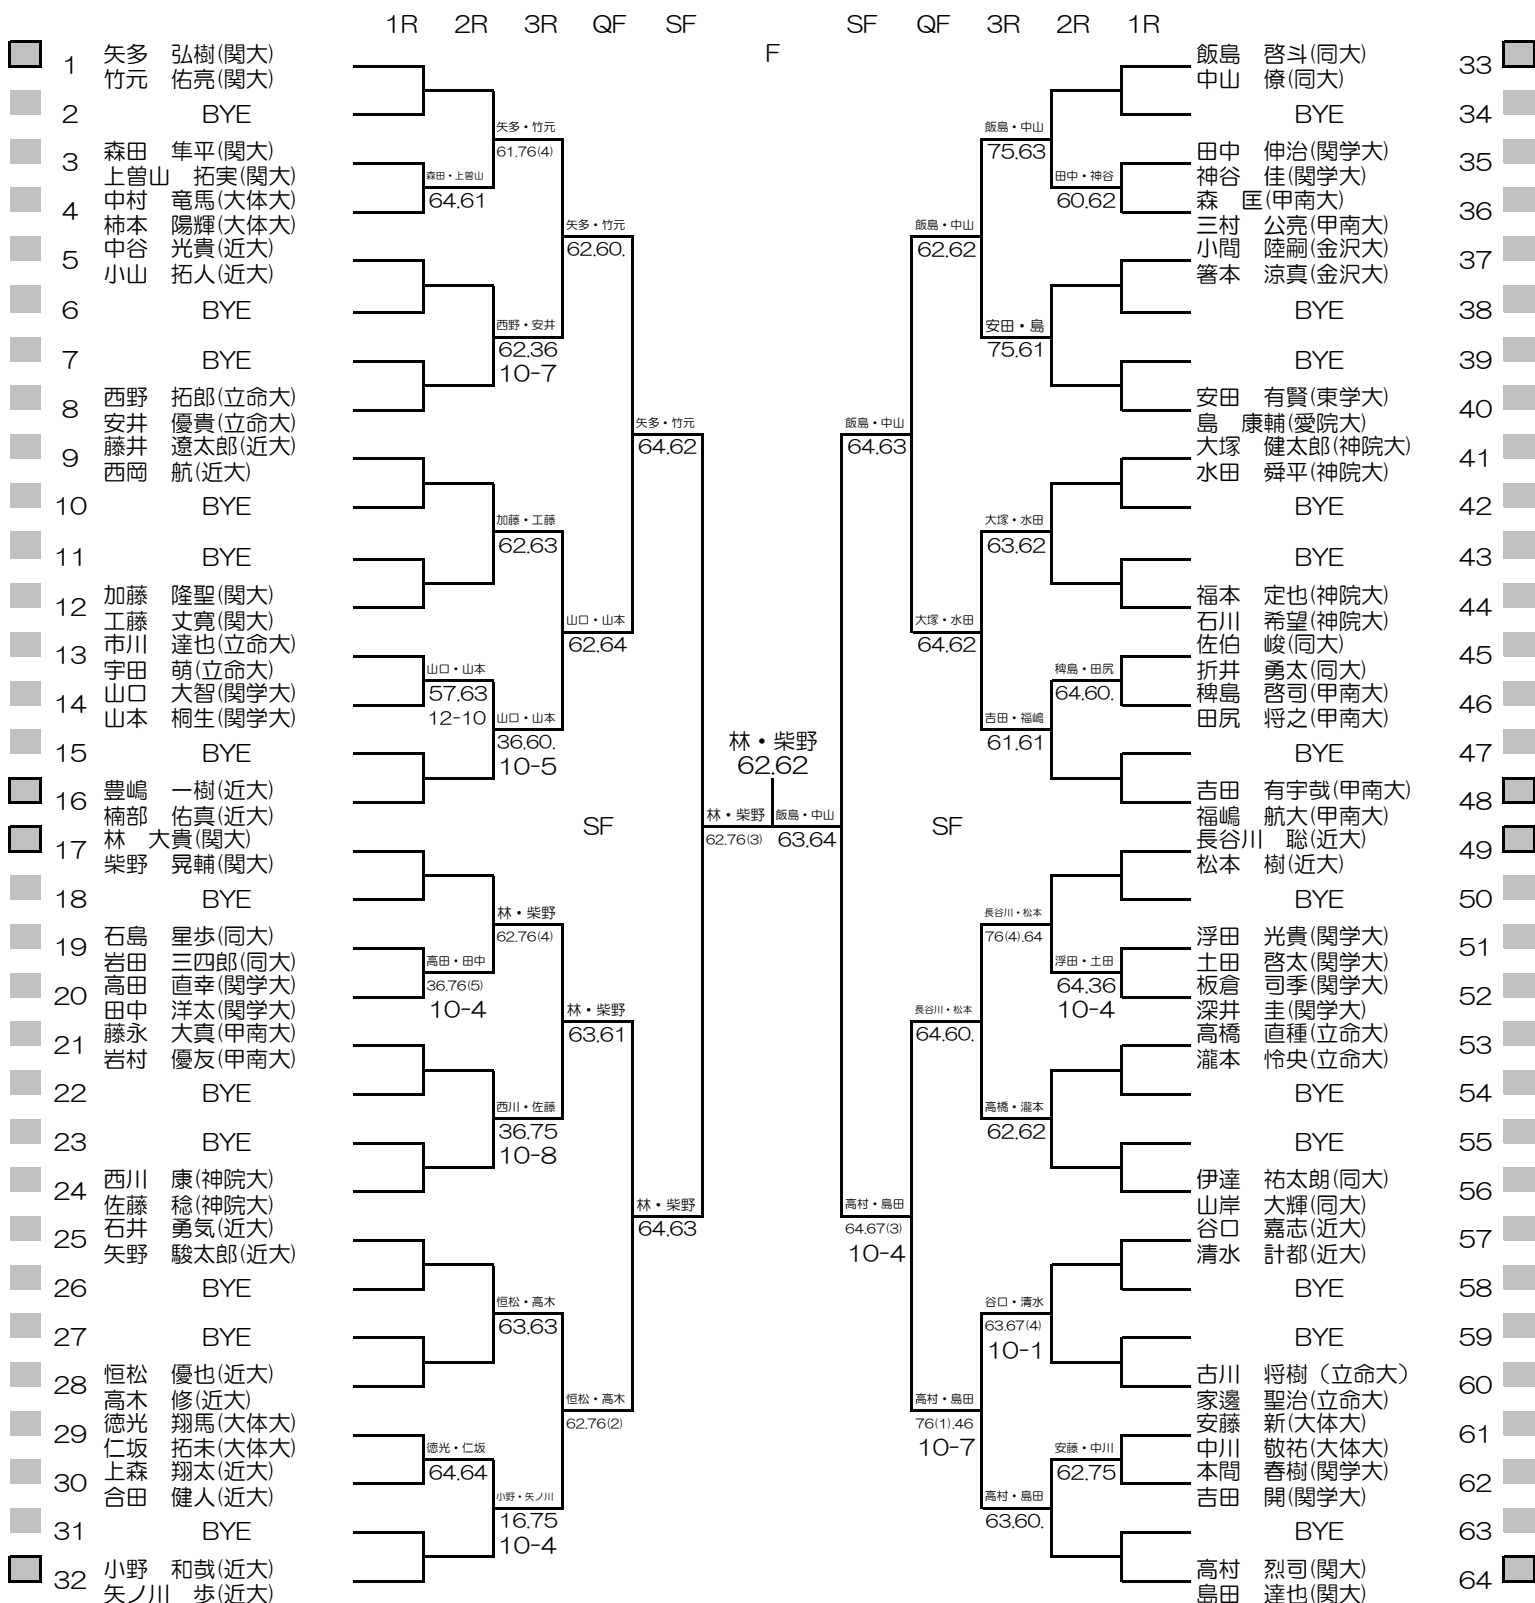 1R 2R 3R QF SF F SF QF 3R 2R 1R
1 矢多 弘樹(関大)
竹元 佑亮(関大)
2 BYE
3 森田 隼平(関大)
上曽山 拓実(関大)
4 中村 竜馬(大体大)
柿本 陽輝(大体大)
5 中谷 光貴(近大)
小山 拓人(近大)
6 BYE
7 BYE
8 西野 拓郎(立命大)
安井 優貴(立命大)
9 藤井 遼太郎(近大)
西岡 航(近大)
10 BYE
11 BYE
12 加藤 隆聖(関大)
工藤 丈寛(関大)
13 市川 達也(立命大)
宇田 萌(立命大)
14 山口 大智(関学大)
山本 桐生(関学大)
15 BYE
16 豊嶋 一樹(近大)
楠部 佑真(近大)
17 林 大貴(関大)
柴野 晃輔(関大)
18 BYE
19 石島 星歩(同大)
岩田 三四郎(同大)
20 高田 直幸(関学大)
田中 洋太(関学大)
21 藤永 大真(甲南大)
岩村 優友(甲南大)
22 BYE
23 BYE
24 西川 康(神院大)
佐藤 稔(神院大)
25 石井 勇気(近大)
矢野 駿太郎(近大)
26 BYE
27 BYE
28 恒松 優也(近大)
高木 修(近大)
29 徳光 翔馬(大体大)
仁坂 拓未(大体大)
30 上森 翔太(近大)
合田 健人(近大)
31 BYE
32 小野 和哉(近大)
矢ノ川 歩(近大)
森田・上曽山
64.61
山口・山本
57.63
12-10
高田・田中
36.76(5)
10-4
徳光・仁坂
64.64
矢多・竹元
61.76(4)
西野・安井
62.36
10-7
加藤・工藤
62.63
山口・山本
36.60.
10-5
林・柴野
62.76(4)
西川・佐藤
36.75
10-8
恒松・高木
63.63
小野・矢ノ川
16.75
10-4
矢多・竹元
62.60.
山口・山本
62.64
林・柴野
63.61
恒松・高木
62.76(2)
矢多・竹元
64.62
林・柴野
64.63
SF
林・柴野
62.76(3)
林・柴野
62.62
飯島・中山
63.64
SF
飯島・中山
64.63
高村・島田
64.67(3)
10-4
飯島・中山
62.62
大塚・水田
64.62
長谷川・松本
64.60.
高村・島田
76(1).46
10-7
飯島・中山
75.63
安田・島
75.61
大塚・水田
63.62
吉田・福嶋
61.61
長谷川・松本
76(4).64
高橋・瀧本
62.62
谷口・清水
63.67(4)
10-1
高村・島田
63.60.
田中・神谷
60.62
稗島・田尻
64.60.
浮田・土田
64.36
10-4
安藤・中川
62.75
飯島 啓斗(同大) 33
中山 僚(同大)
BYE 34
田中 伸治(関学大) 35
神谷 佳(関学大)
森 匡(甲南大) 36
三村 公亮(甲南大)
小間 陸嗣(金沢大) 37
箸本 涼真(金沢大)
BYE 38
BYE 39
安田 有賢(東学大) 40
島 康輔(愛院大)
大塚 健太郎(神院大) 41
水田 舜平(神院大)
BYE 42
BYE 43
福本 定也(神院大) 44
石川 希望(神院大)
佐伯 峻(同大) 45
折井 勇太(同大)
稗島 啓司(甲南大) 46
田尻 将之(甲南大)
BYE 47
吉田 有宇哉(甲南大) 48
福嶋 航大(甲南大)
長谷川 聡(近大) 49
松本 樹(近大)
BYE 50
浮田 光貴(関学大) 51
土田 啓太(関学大)
板倉 司季(関学大) 52
深井 圭(関学大)
高橋 直種(立命大) 53
瀧本 怜央(立命大)
BYE 54
BYE 55
伊達 祐太朗(同大) 56
山岸 大輝(同大)
谷口 嘉志(近大) 57
清水 計都(近大)
BYE 58
BYE 59
古川 将樹（立命大） 60
家邊 聖治(立命大)
安藤 新(大体大) 61
中川 敬祐(大体大)
本間 春樹(関学大) 62
吉田 開(関学大)
BYE 63
高村 烈司(関大) 64
島田 達也(関大)